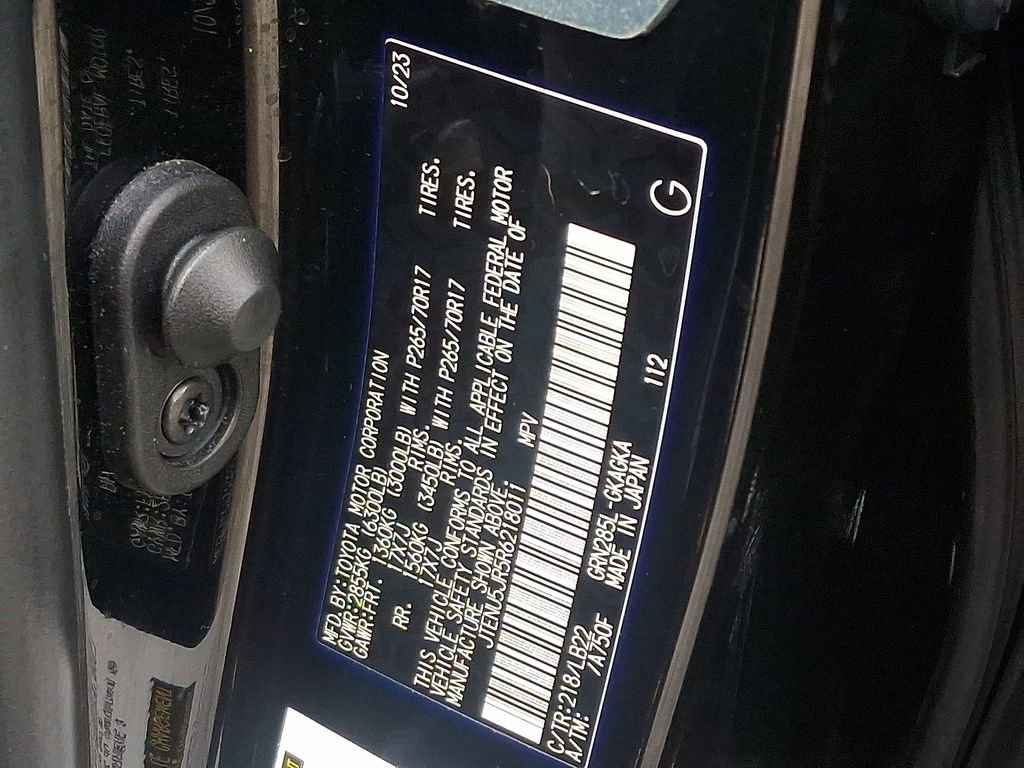 MFD. BY: TOYOTA MOTOR CORPORATION 10/23
GVWR: 2855KG (6300LB)
GAWR: FRT. 1360KG (3000LB) WITH P265/70R17 TIRES.
17X7J RIMS.
RR. 1560KG (3450LB) WITH P265/70R17 TIRES.
17X7J RIMS.
THIS VEHICLE CONFORMS TO ALL APPLICABLE FEDERAL MOTOR
VEHICLE SAFETY STANDARDS IN EFFECT ON THE DATE OF
MANUFACTURE SHOWN ABOVE.
JTENU5JR5R6218011 MPV
C/TR: 218/LB22 GRN285L-GKAGKA 112 G
A/TM: /A750F MADE IN JAPAN